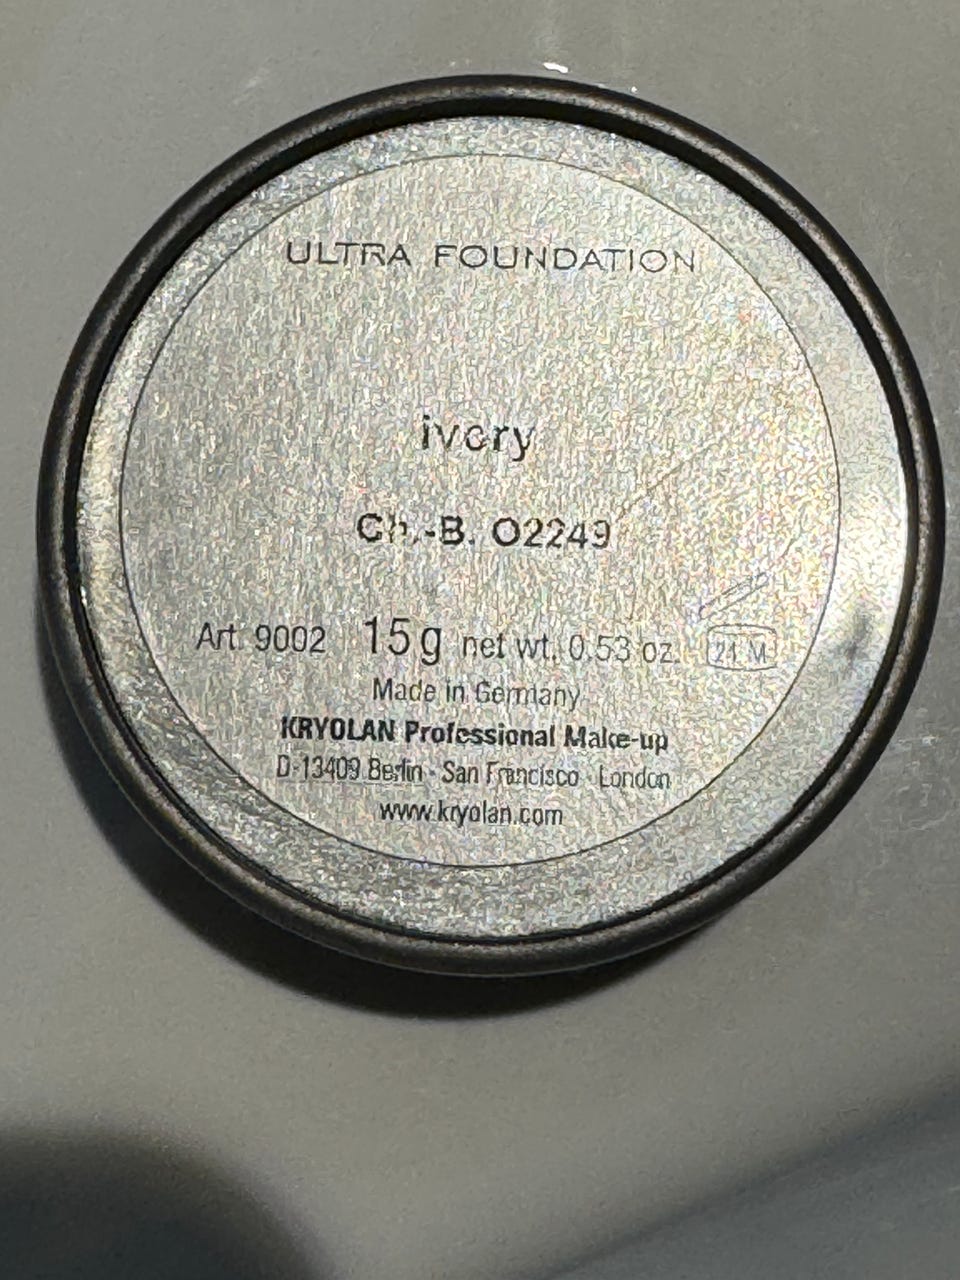 ULTRA FOUNDATION
ivory
Ch.-B. O2249
Art. 9002 15 g net wt. 0.53 oz. 24 M
Made in Germany
KRYOLAN Professional Make-up
D-13409 Berlin · San Francisco · London
www.kryolan.com